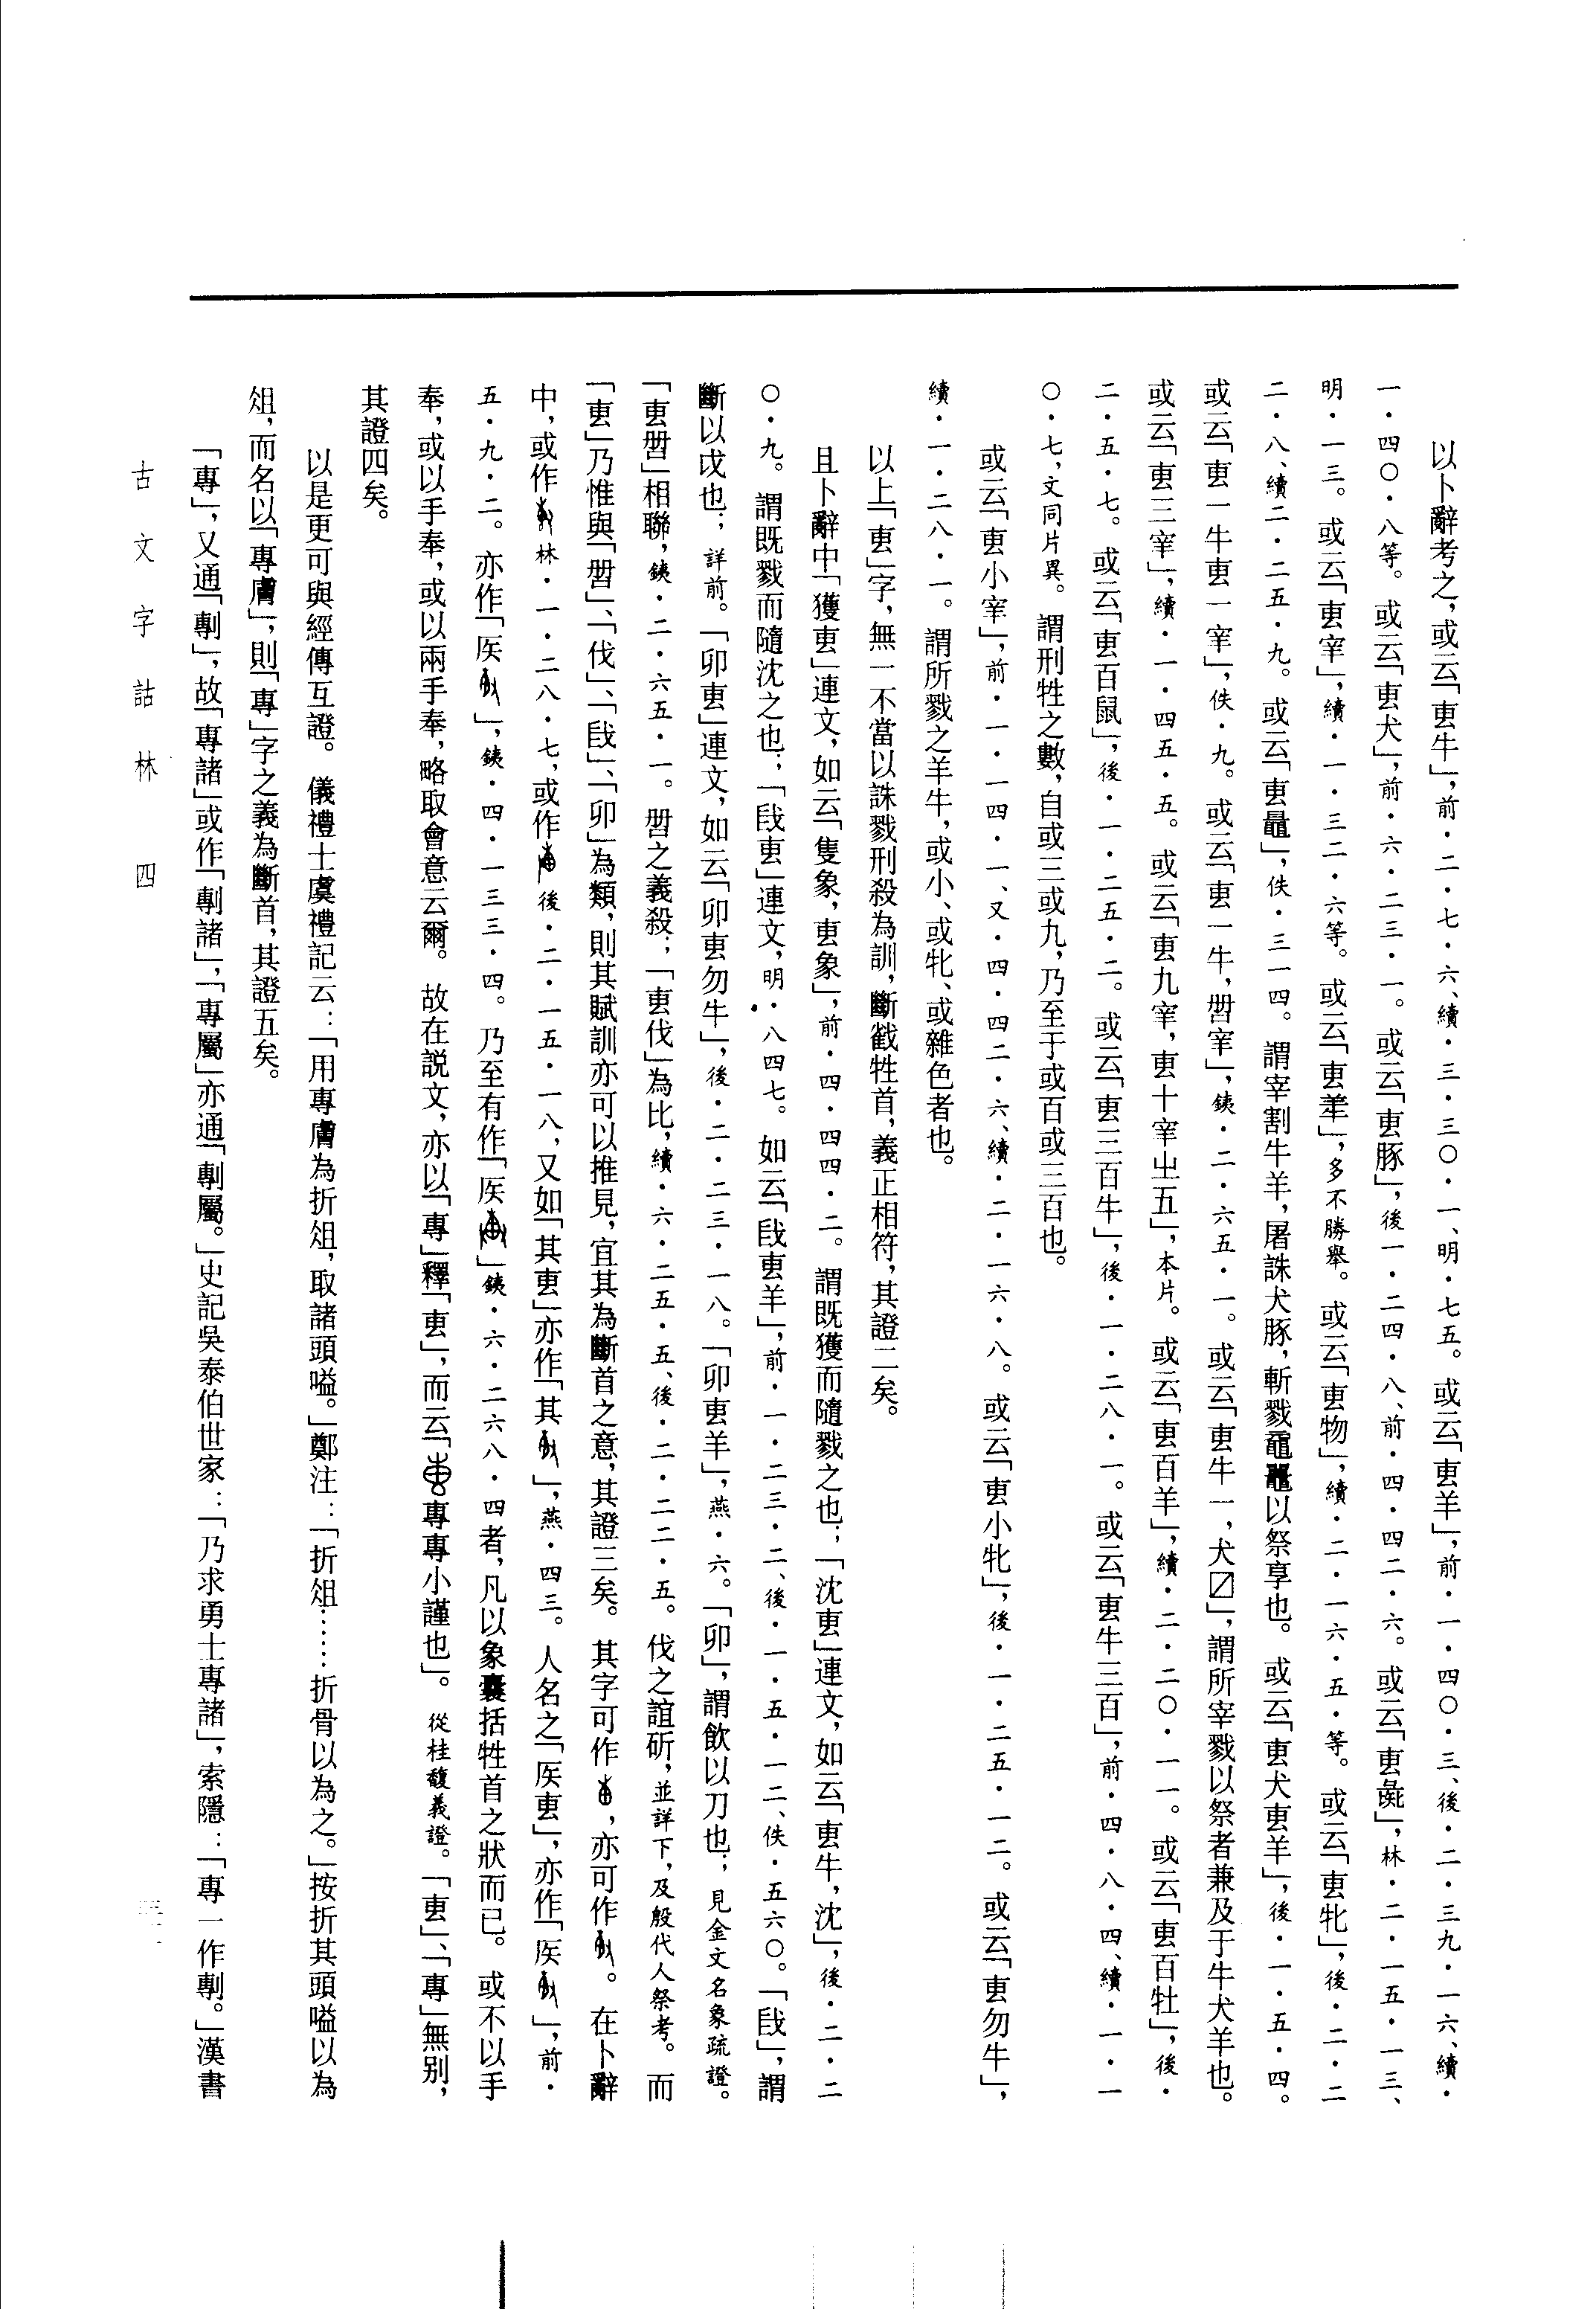 以卜辭考之，或云「叀牛」，前·二·七·六、續·三·三〇·一、明·七五。或云「叀羊」，前·一·四〇·三、後·二·三九·一六、續·
一·四〇·八等。或云「叀犬」，前·六·二三·一。或云「叀豚」，後一·二四·八、前·四·四二·六。或云「叀彘」，林·二·一五·一三、
明·一三。或云「叀宰」，續·一·三二·六等。或云「叀羊」，多不勝舉。或云「叀物」，續·二·一六·五·等。或云「叀牝」，後·二·二
二·八、續二·二五·九。或云「叀」，佚·三一四。謂宰割牛羊，屠誅犬豚，斬戮以祭享也。或云「叀犬叀羊」，後·一·五·四。
或云「叀一牛叀一宰」，佚·九。或云「叀一牛，𠭯宰」，鐵·二·六五·一。或云「叀牛一，犬〼」，謂所宰戮以祭者兼及于牛犬羊也。
或云「叀三宰」，續·一·四五·五。或云「叀九宰，叀十宰㞢五」，本片。或云「叀百羊」，續·二·二〇·一一。或云「叀百牡」，後·
二·五·七。或云「叀百鼠」，後·一·二五·二。或云「叀三百牛」，後·一·二八·一。或云「叀牛三百」，前·四·八·四、續·一·一
〇·七，文同片異。謂刑牲之數，自或三或九，乃至于或百或三百也。
或云「叀小宰」，前·一·一四·一、又·四·四二·六、續·二·一六·八。或云「叀小牝」，後·一·二五·一二。或云「叀勿牛」，
續·一·二八·一。謂所戮之羊牛，或小、或牝、或雜色者也。
以上「叀」字，無一不當以誅戮刑殺為訓，斷戳牲首，義正相符，其證二矣。
且卜辭中「獲叀」連文，如云「隻象，叀象」，前·四·四四·二。謂既獲而隨戮之也；「沈叀」連文，如云「叀牛，沈」，後·二·二
〇·九。謂既戮而隨沈之也；「叀」連文，明·八四七。如云「叀羊」，前·一·二三·二、後·一·五·一二、佚·五六〇。「」，謂
斷以戉也；詳前。「卯叀」連文，如云「卯叀勿牛」，後·二·二三·一八。「卯叀羊」，燕·六。「卯」，謂飲以刀也；見金文名象疏證。
「叀𠭯」相聯，鐵·二·六五·一。𠭯之義殺；「叀伐」為比，續·六·二五·五、後·二·二二·五。伐之誼斫，並詳下，及殷代人祭考。而
「叀」乃惟與「𠭯」、「伐」、「」、「卯」為類，則其賦訓亦可以推見，宜其為斷首之意，其證三矣。其字可作，亦可作。在卜辭
中，或作林·一·二八·七，或作後·二·一五·一八，又如「其叀」亦作「其」，燕·四三。人名之「叀」，亦作「」，前·
五·九·二。亦作「」，鐵·四·一三三·四。乃至有作「」鐵·六·二六八·四者，凡以象囊括牲首之狀而已。或不以手
奉，或以手奉，或以兩手奉，略取會意云爾。故在説文，亦以「專」釋「叀」，而云「專專小謹也」。從桂馥義證。「叀」、「專」無別，
其證四矣。
以是更可與經傳互證。儀禮士虞禮記云：「用專膚為折俎，取諸頭嗌。」鄭注：「折俎……折骨以為之。」按折其頭嗌以為
俎，而名以「專膚」，則「專」字之義為斷首，其證五矣。
「專」，又通「剸」，故「專諸」或作「剸諸」，「專屬」亦通「剸屬。」史記吳泰伯世家：「乃求勇士專諸」，索隱：「專一作剸。」漢書
古文字詁林　四